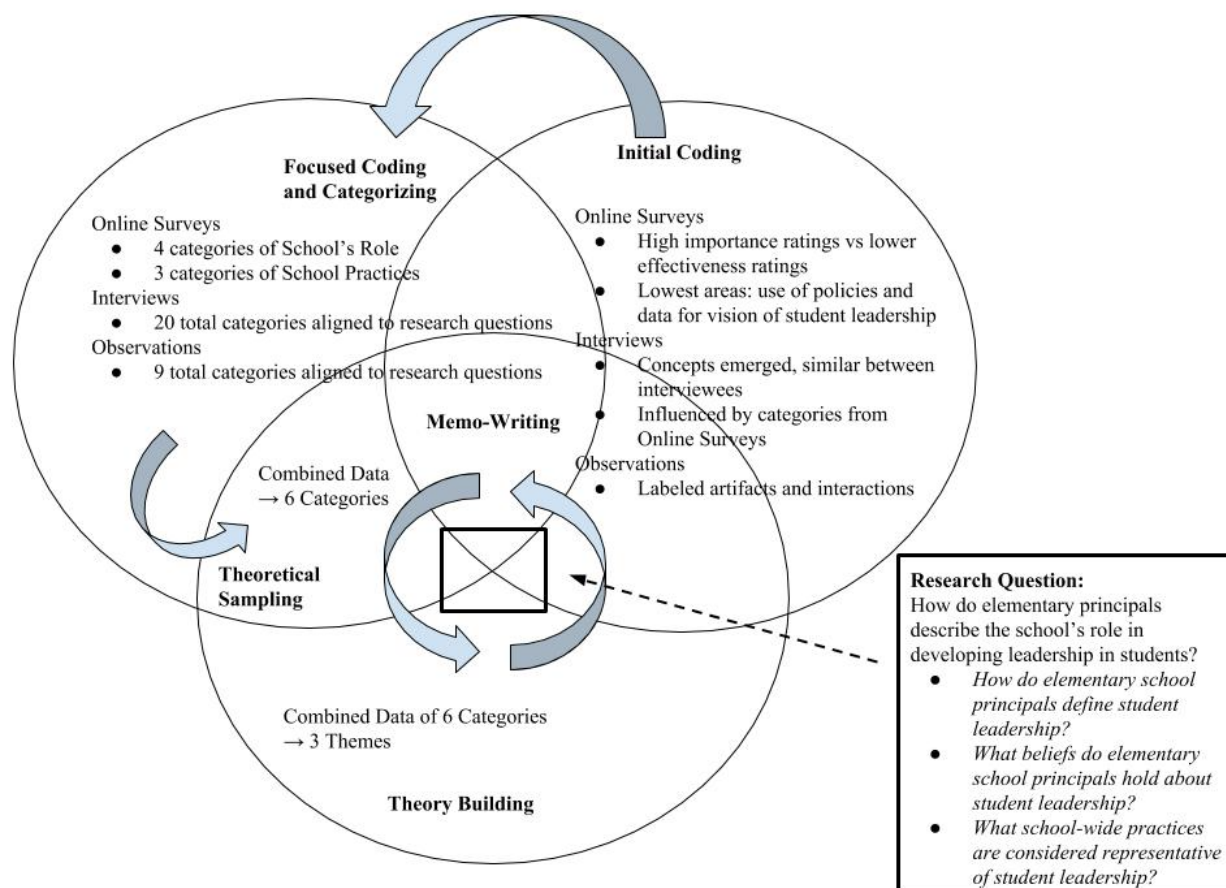 Focused Coding
and Categorizing
Online Surveys
● 4 categories of School's Role
● 3 categories of School Practices
Interviews
● 20 total categories aligned to research questions
Observations
● 9 total categories aligned to research questions
Initial Coding
Online Surveys
● High importance ratings vs lower
effectiveness ratings
● Lowest areas: use of policies and
data for vision of student leadership
Interviews
● Concepts emerged, similar between
interviewees
● Influenced by categories from
Online Surveys
Observations
● Labeled artifacts and interactions
Memo-Writing
Combined Data
→ 6 Categories
Theoretical
Sampling
Combined Data of 6 Categories
→ 3 Themes
Theory Building
Research Question:
How do elementary principals
describe the school's role in
developing leadership in students?
● How do elementary school
principals define student
leadership?
● What beliefs do elementary
school principals hold about
student leadership?
● What school-wide practices
are considered representative
of student leadership?